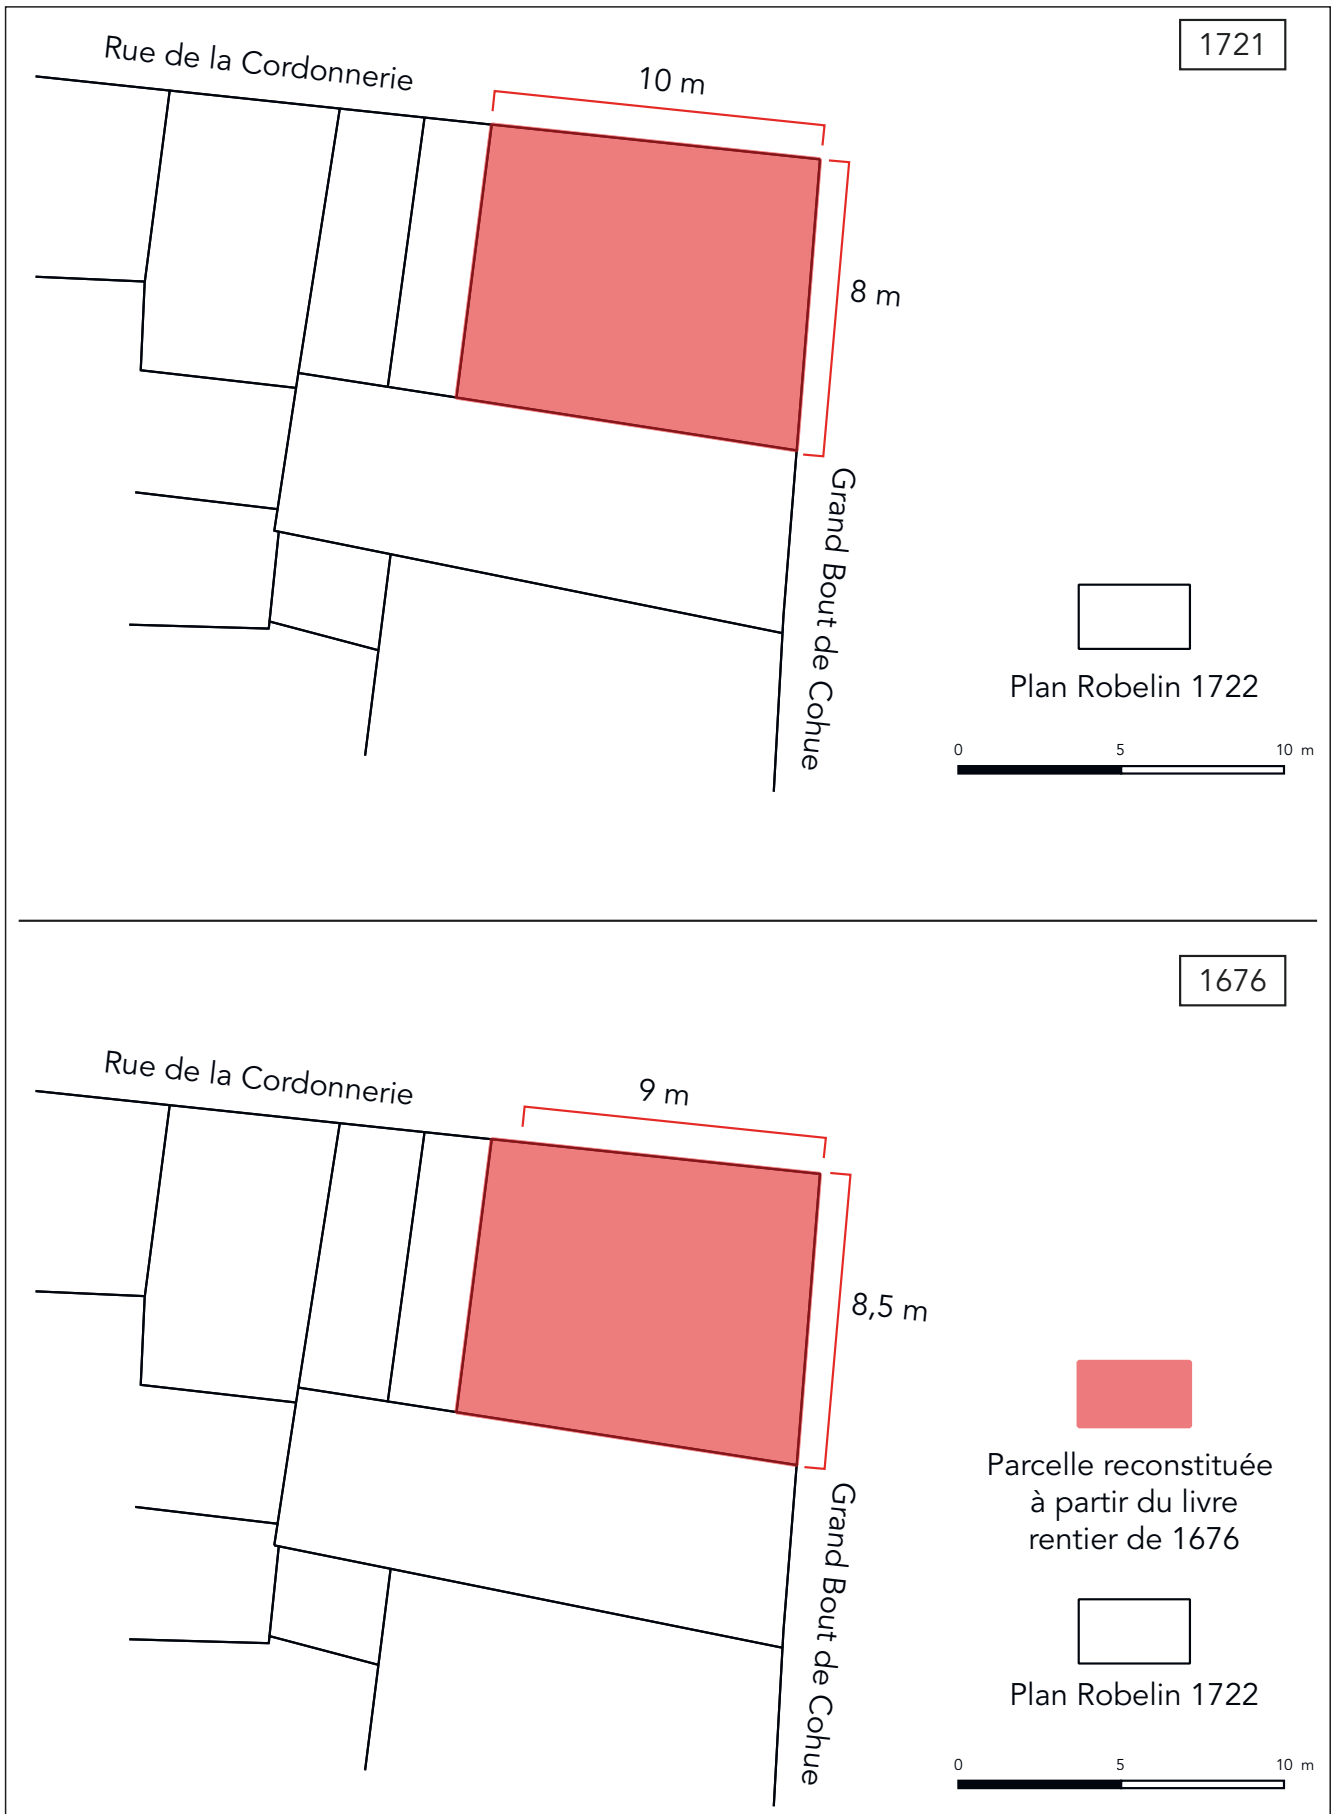 1721
Rue de la Cordonnerie
10 m
8 m
Grand Bout de Cohue
Plan Robelin 1722
0 5 10 m
1676
Rue de la Cordonnerie
9 m
8,5 m
Parcelle reconstituée
à partir du livre
rentier de 1676
Grand Bout de Cohue
Plan Robelin 1722
0 5 10 m